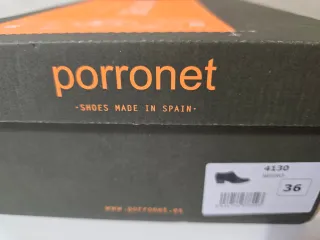 porronet
-SHOES MADE IN SPAIN-
4130
36
www.porronet.es